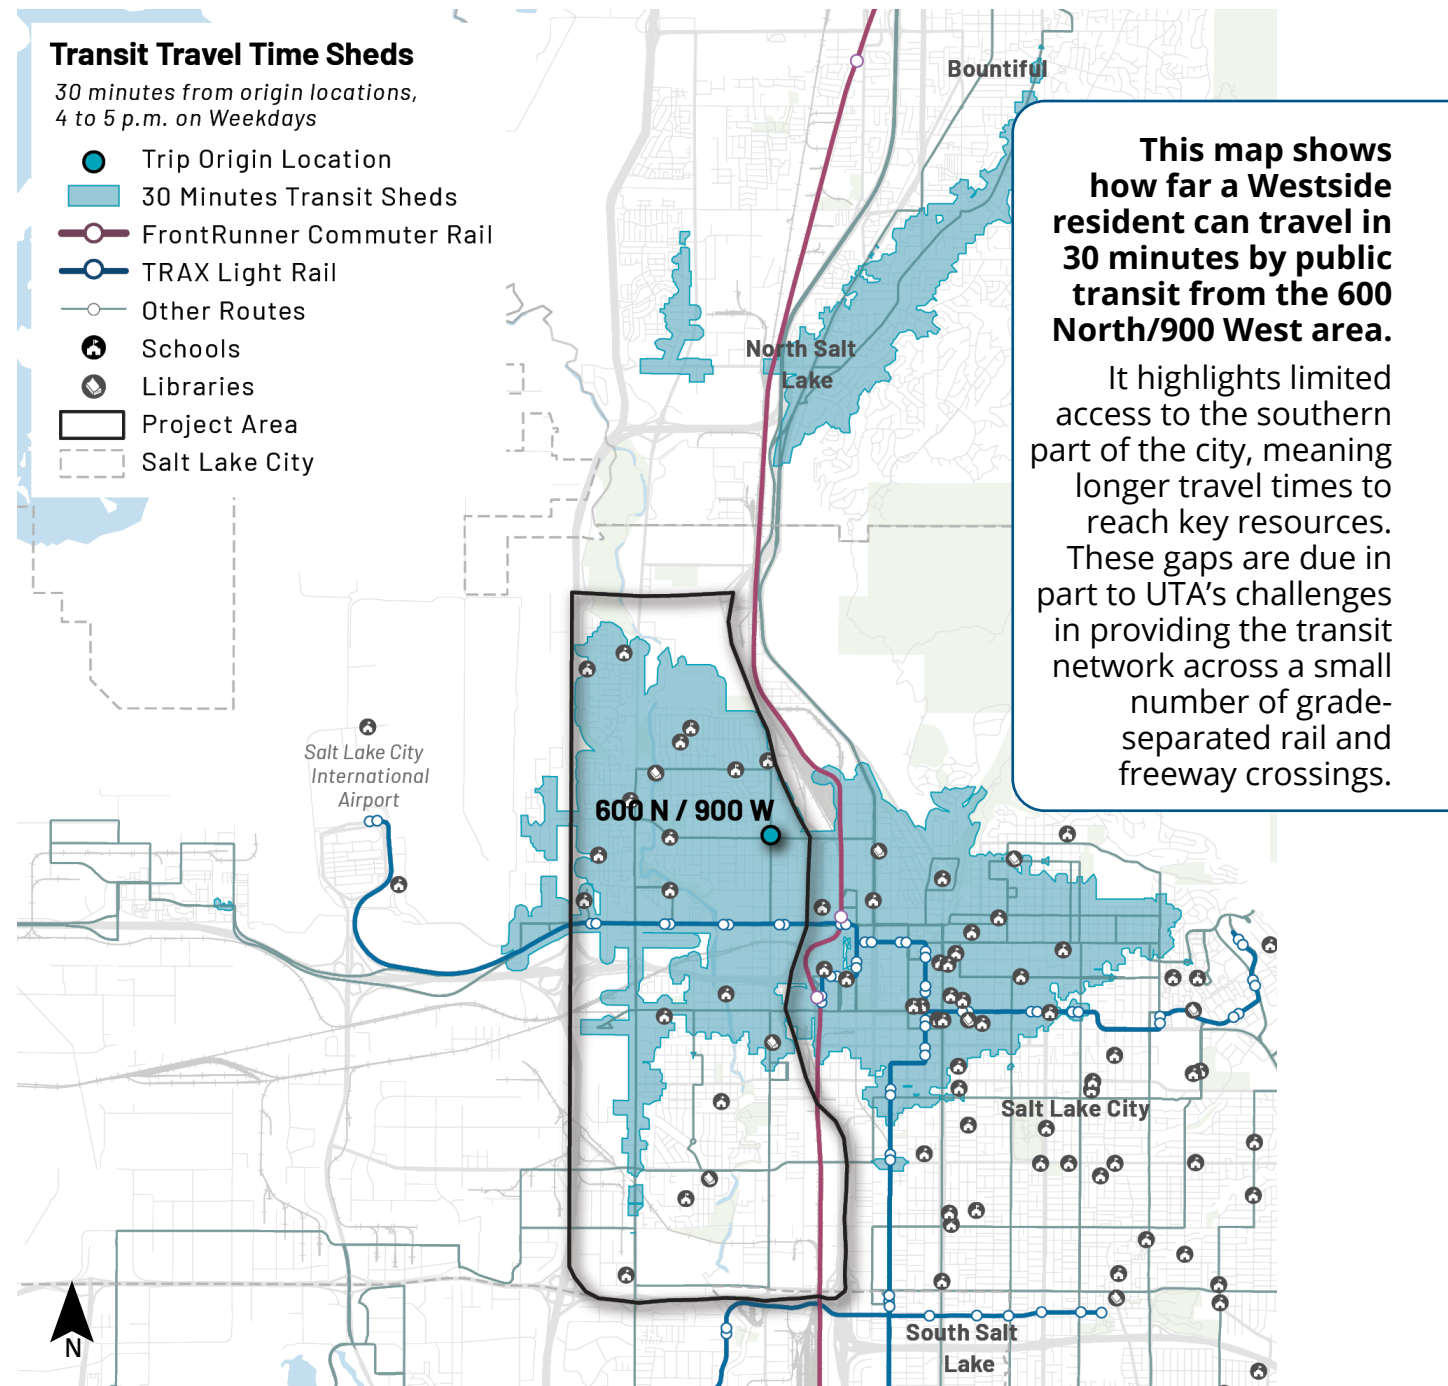 Transit Travel Time Sheds
30 minutes from origin locations,
4 to 5 p.m. on Weekdays
Trip Origin Location
30 Minutes Transit Sheds
FrontRunner Commuter Rail
TRAX Light Rail
Other Routes
Schools
Libraries
Project Area
Salt Lake City
Bountiful
This map shows
how far a Westside
resident can travel in
30 minutes by public
transit from the 600
North/900 West area.
It highlights limited
access to the southern
part of the city, meaning
longer travel times to
reach key resources.
These gaps are due in
part to UTA’s challenges
in providing the transit
network across a small
number of grade-
separated rail and
freeway crossings.
North Salt
Lake
Salt Lake City
International
Airport
600 N / 900 W
Salt Lake City
South Salt
Lake
N